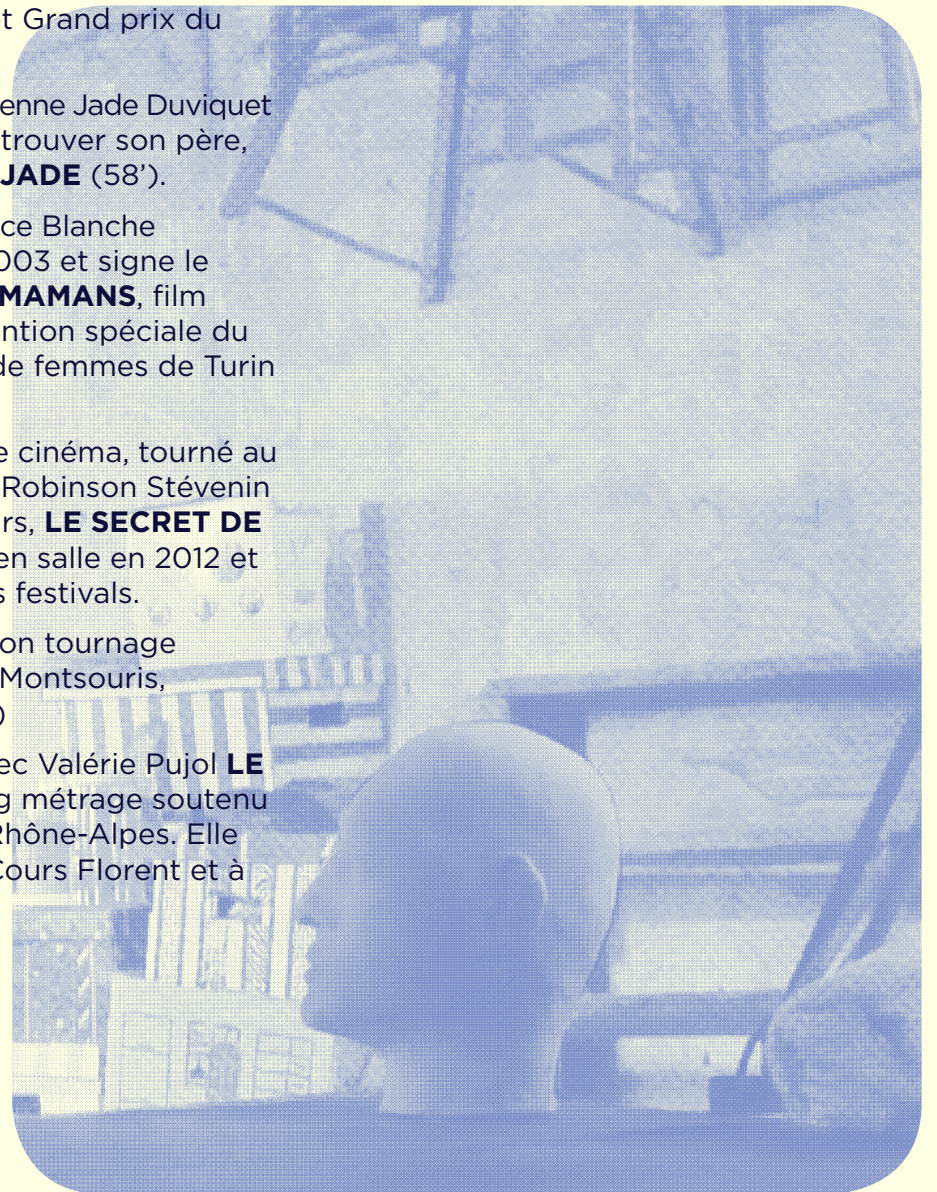 t Grand prix du
enne Jade Duviquet
trouver son père,
JADE (58’).
ce Blanche
003 et signe le
MAMANS, film
ntion spéciale du
de femmes de Turin
e cinéma, tourné au
Robinson Stévenin
rs, LE SECRET DE
en salle en 2012 et
s festivals.
on tournage
Montsouris,
)
ec Valérie Pujol LE
g métrage soutenu
Rhône-Alpes. Elle
Cours Florent et à